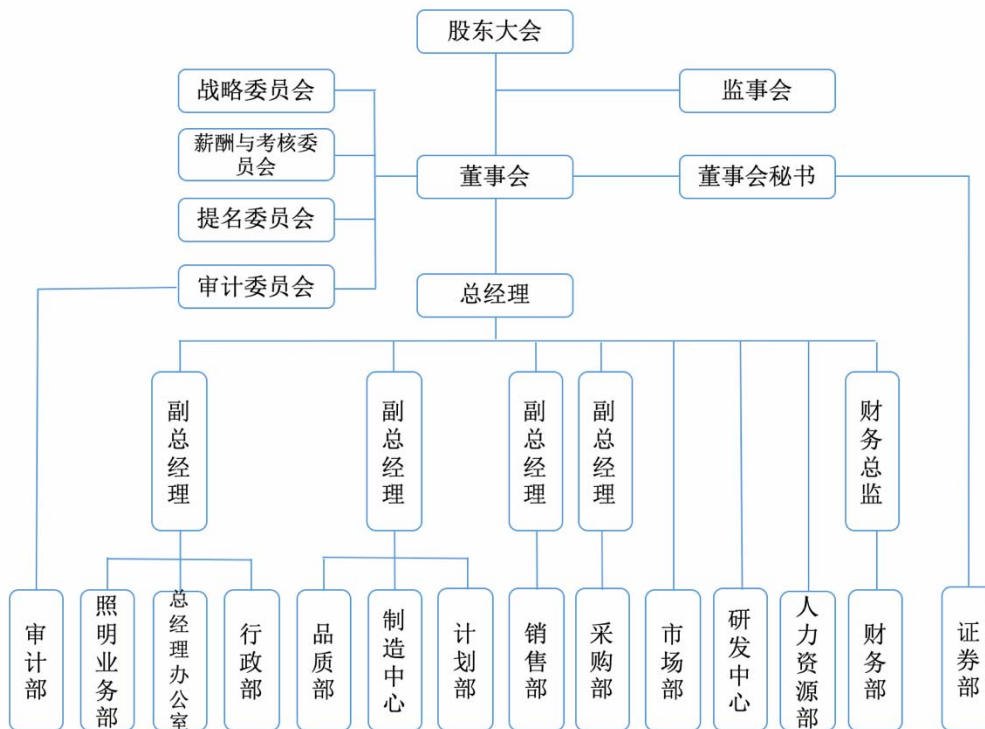 股东大会
战略委员会
监事会
薪酬与考核委
员会
董事会
董事会秘书
提名委员会
审计委员会
总经理
副总经理
副总经理
副总经理
副总经理
财务总监
审计部
照明业务部
总经理办公室
行政部
品质部
制造中心
计划部
销售部
采购部
市场部
研发中心
人力资源部
财务部
证券部